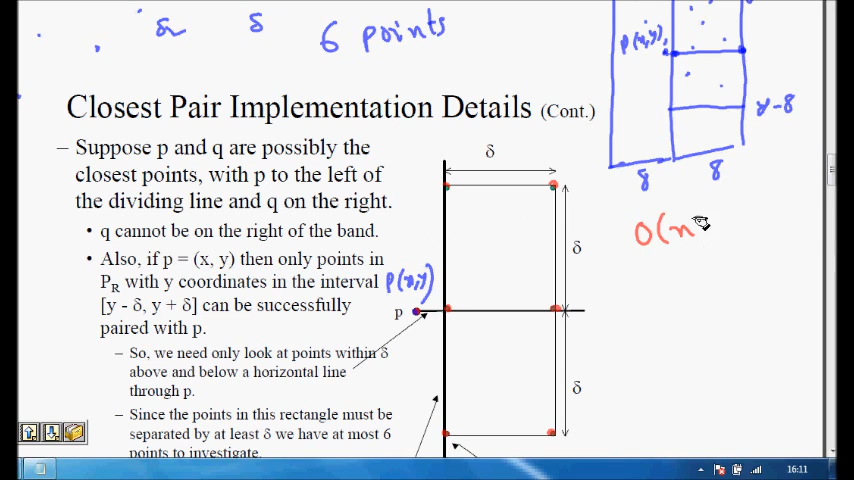 δ
6 points
P(x,y)
y-δ
δ
δ
Closest Pair Implementation Details (Cont.)
– Suppose p and q are possibly the
closest points, with p to the left of
the dividing line and q on the right.
• q cannot be on the right of the band.
• Also, if p = (x, y) then only points in
PR with y coordinates in the interval
[y - δ, y + δ] can be successfully
paired with p.
– So, we need only look at points within δ
above and below a horizontal line
through p.
– Since the points in this rectangle must be
separated by at least δ we have at most 6
points to investigate.
δ
δ
P(x,y)
p
δ
O(n
16:11